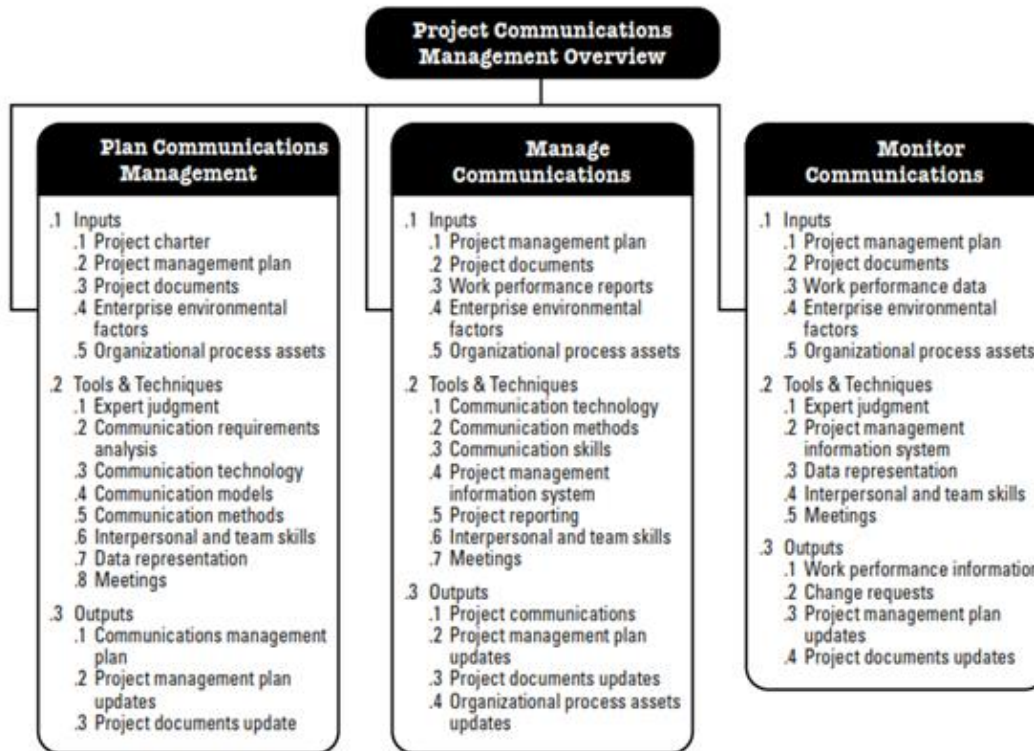 Project Communications
Management Overview
Plan Communications
Management
.1 Inputs
.1 Project charter
.2 Project management plan
.3 Project documents
.4 Enterprise environmental
factors
.5 Organizational process assets
.2 Tools & Techniques
.1 Expert judgment
.2 Communication requirements
analysis
.3 Communication technology
.4 Communication models
.5 Communication methods
.6 Interpersonal and team skills
.7 Data representation
.8 Meetings
.3 Outputs
.1 Communications management
plan
.2 Project management plan
updates
.3 Project documents update
Manage
Communications
.1 Inputs
.1 Project management plan
.2 Project documents
.3 Work performance reports
.4 Enterprise environmental
factors
.5 Organizational process assets
.2 Tools & Techniques
.1 Communication technology
.2 Communication methods
.3 Communication skills
.4 Project management
information system
.5 Project reporting
.6 Interpersonal and team skills
.7 Meetings
.3 Outputs
.1 Project communications
.2 Project management plan
updates
.3 Project documents updates
.4 Organizational process assets
updates
Monitor
Communications
.1 Inputs
.1 Project management plan
.2 Project documents
.3 Work performance data
.4 Enterprise environmental
factors
.5 Organizational process assets
.2 Tools & Techniques
.1 Expert judgment
.2 Project management
information system
.3 Data representation
.4 Interpersonal and team skills
.5 Meetings
.3 Outputs
.1 Work performance information
.2 Change requests
.3 Project management plan
updates
.4 Project documents updates